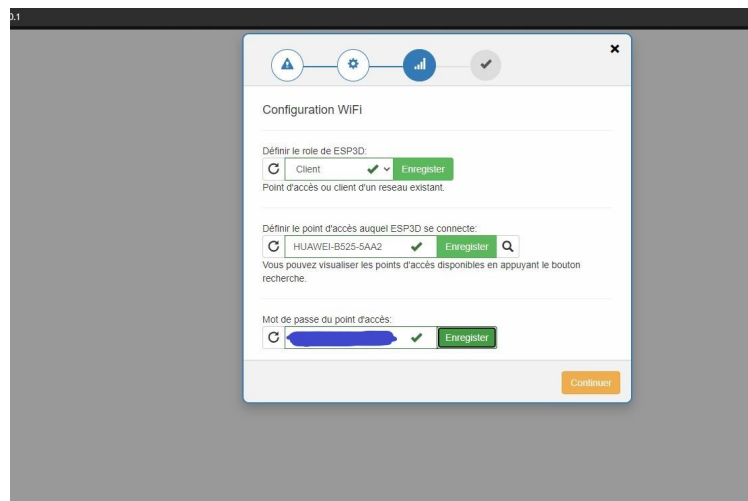 0.1
Configuration WiFi
Définir le role de ESP3D:
Client Enregister
Point d'accès ou client d'un reseau existant.
Définir le point d'accès auquel ESP3D se connecte:
HUAWEI-B525-5AA2 Enregister
Vous pouvez visualiser les points d'accès disponibles en appuyant le bouton
recherche.
Mot de passe du point d'accès:
Enregister
Continuer